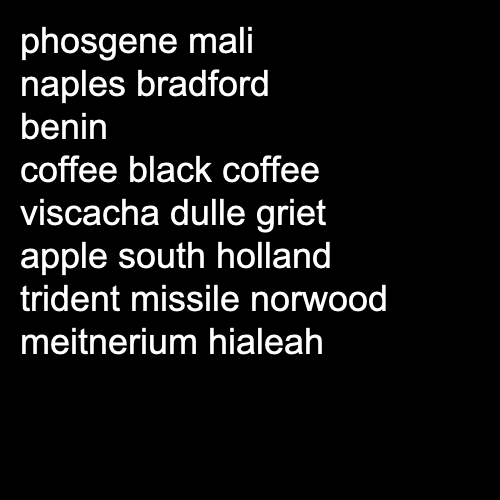 phosgene mali
naples bradford
benin
coffee black coffee
viscacha dulle griet
apple south holland
trident missile norwood
meitnerium hialeah